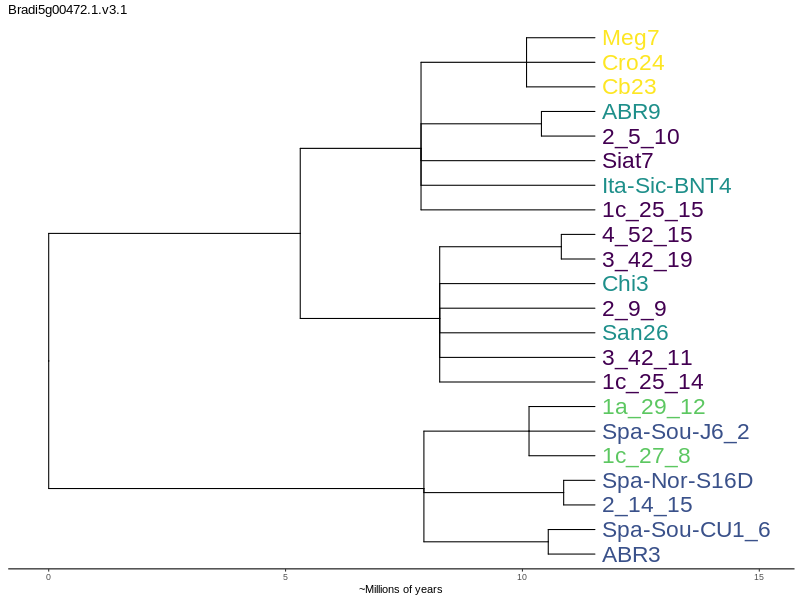 Bradi5g00472.1.v3.1
Meg7
Cro24
Cb23
ABR9
2_5_10
Siat7
Ita-Sic-BNT4
1c_25_15
4_52_15
3_42_19
Chi3
2_9_9
San26
3_42_11
1c_25_14
1a_29_12
Spa-Sou-J6_2
1c_27_8
Spa-Nor-S16D
2_14_15
Spa-Sou-CU1_6
ABR3
0 5 10 15
~Millions of years